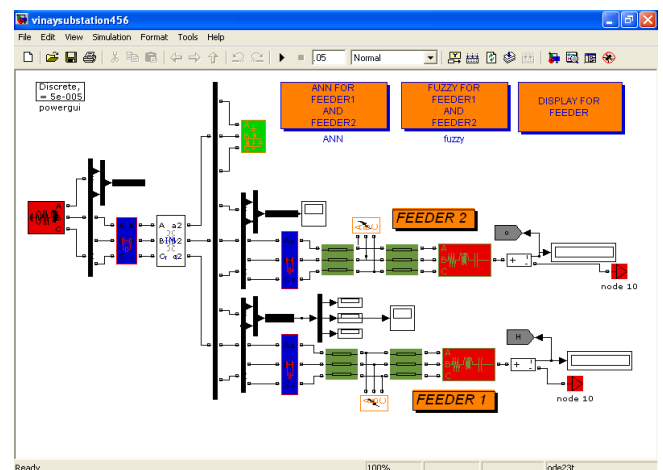 vinaysubstation456
File Edit View Simulation Format Tools Help
.05 Normal
Discrete,
= 5e-005
powergui
ANN FOR
FEEDER1
AND
FEEDER2
ANN
FUZZY FOR
FEEDER1
AND
FEEDER2
fuzzy
DISPLAY FOR
FEEDER
FEEDER 2
node 10
A
B
C
A a2
C
H
FEEDER 1
node 10
Ready 100% ode23t